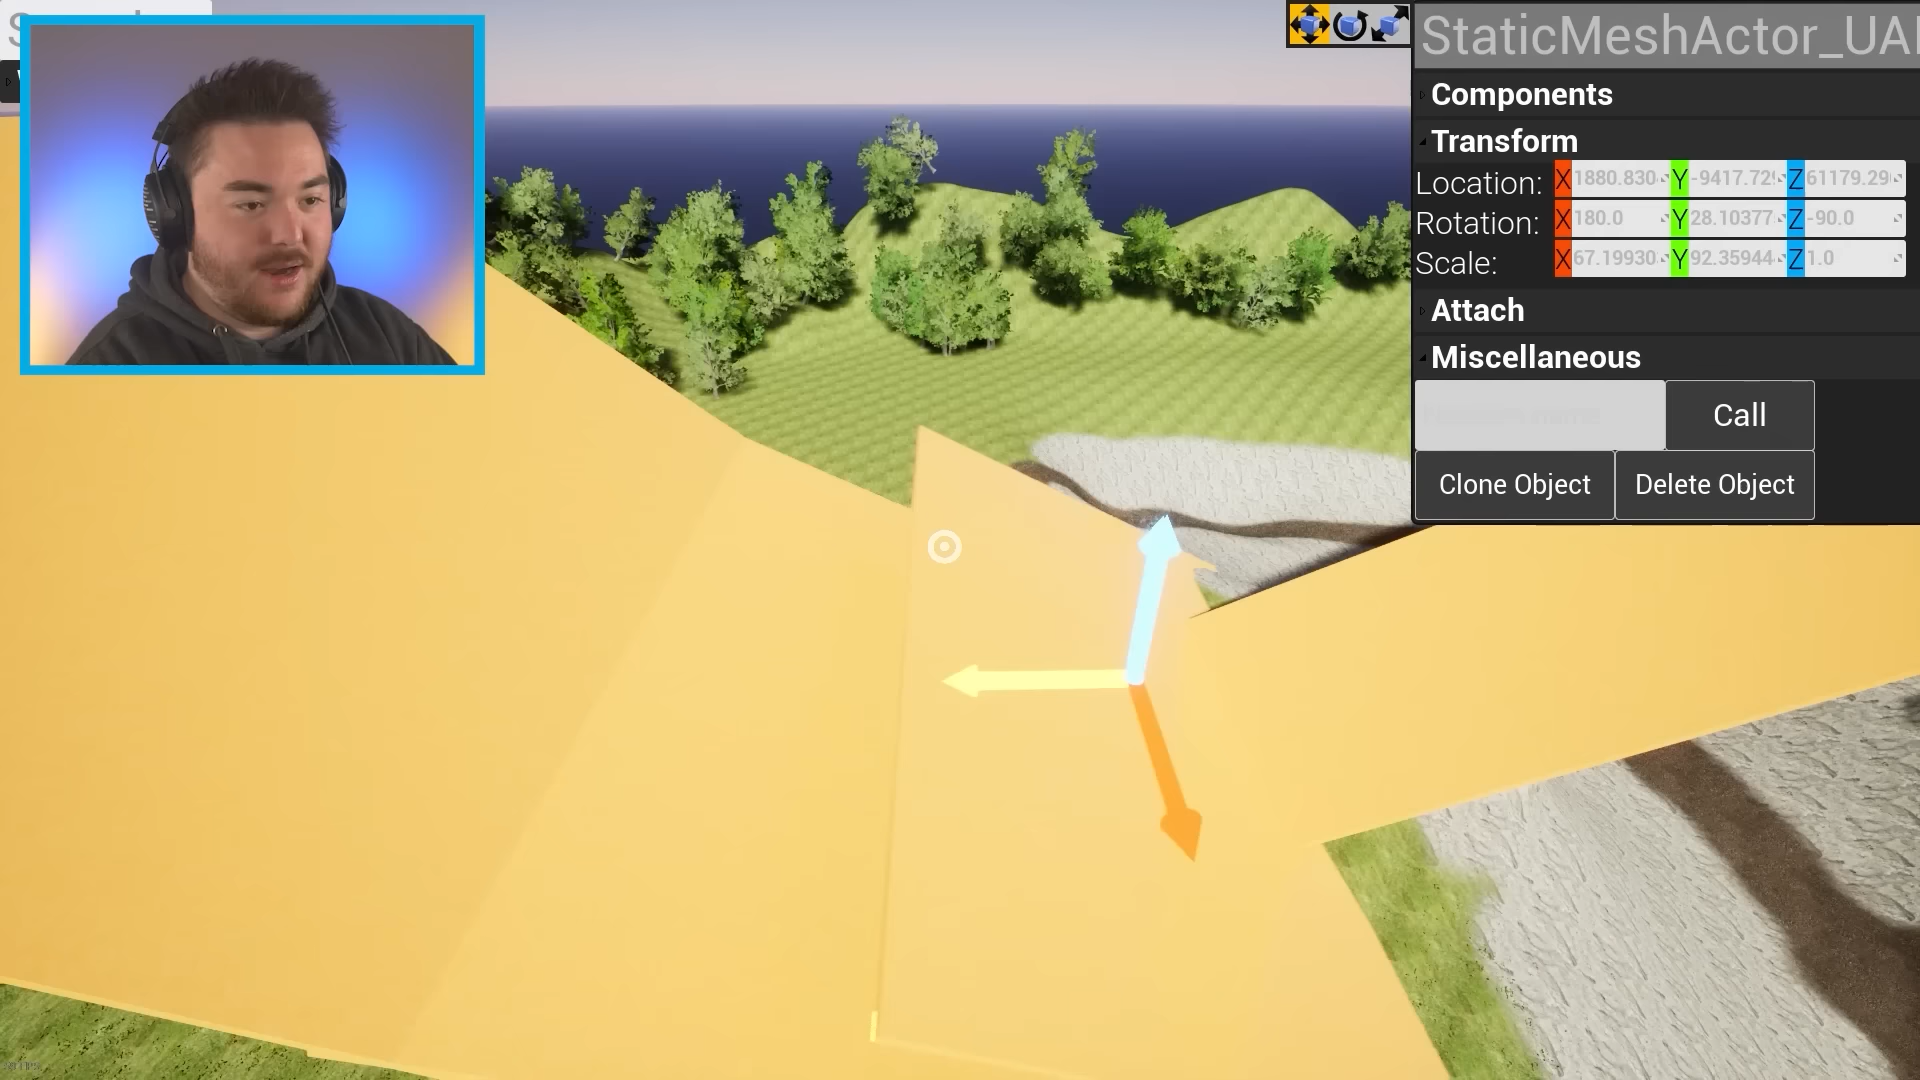 StaticMeshActor_UA
Components
Transform
Location: X 1880.830 Y -9417.72 Z 61179.29
Rotation: X 180.0 Y 28.10377 Z -90.0
Scale: X 67.19930 Y 92.35944 Z 1.0
Attach
Miscellaneous
Call
Clone Object Delete Object